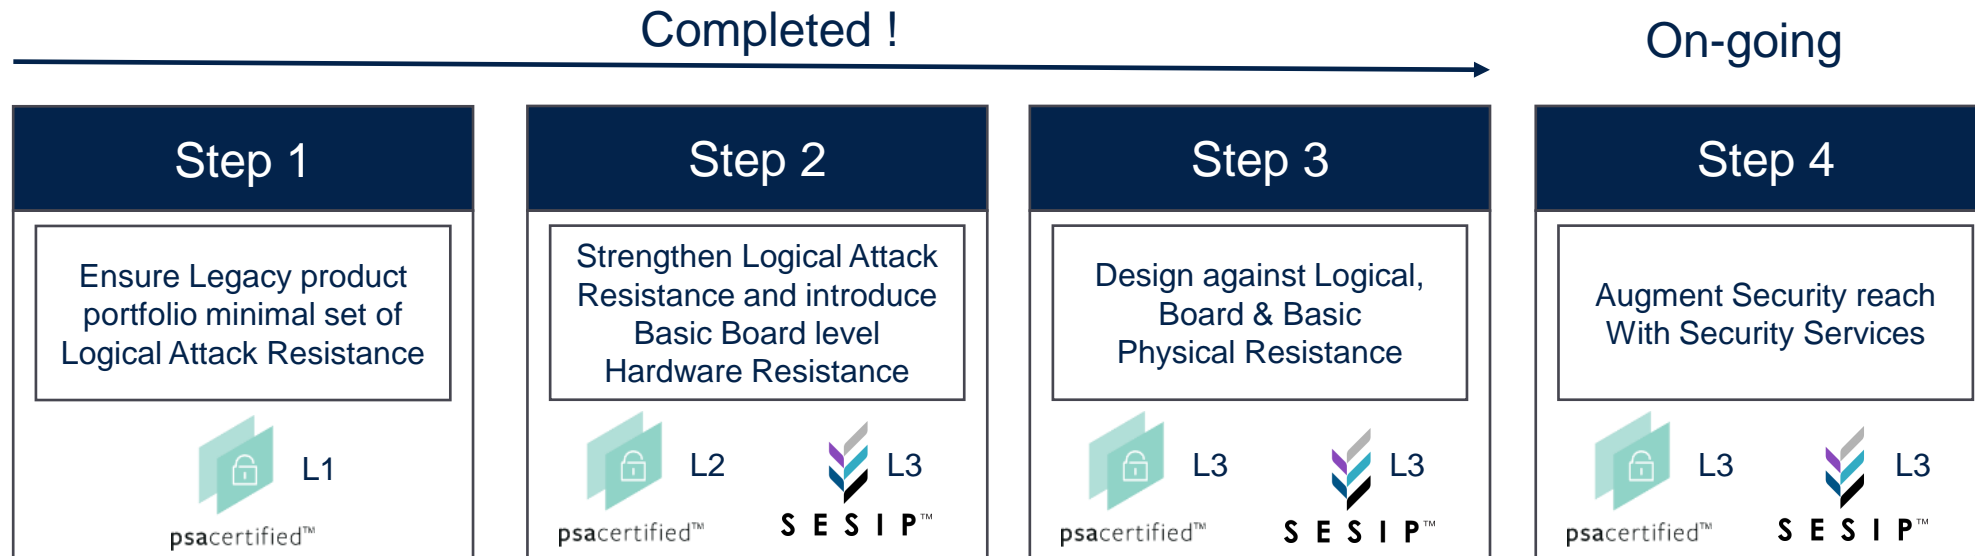 Completed !
On-going
Step 1
Ensure Legacy product
portfolio minimal set of
Logical Attack Resistance
L1
psacertified™
Step 2
Strengthen Logical Attack
Resistance and introduce
Basic Board level
Hardware Resistance
L2
psacertified™
L3
SESIP™
Step 3
Design against Logical,
Board & Basic
Physical Resistance
L3
psacertified™
L3
SESIP™
Step 4
Augment Security reach
With Security Services
L3
psacertified™
L3
SESIP™